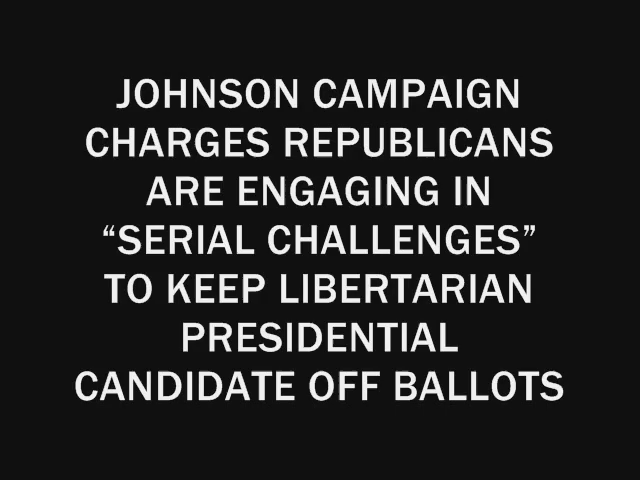 JOHNSON CAMPAIGN
CHARGES REPUBLICANS
ARE ENGAGING IN
“SERIAL CHALLENGES”
TO KEEP LIBERTARIAN
PRESIDENTIAL
CANDIDATE OFF BALLOTS